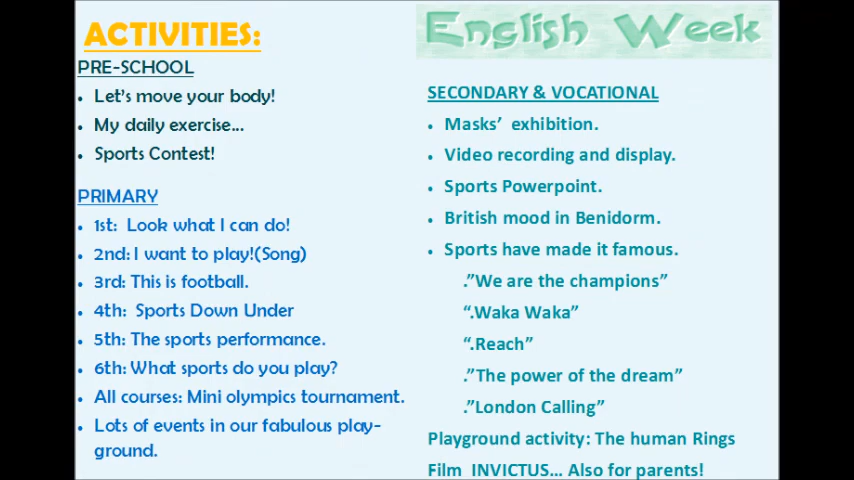 ACTIVITIES:
PRE-SCHOOL
• Let's move your body!
• My daily exercise...
• Sports Contest!
PRIMARY
• 1st: Look what I can do!
• 2nd: I want to play!(Song)
• 3rd: This is football.
• 4th: Sports Down Under
• 5th: The sports performance.
• 6th: What sports do you play?
• All courses: Mini olympics tournament.
• Lots of events in our fabulous play-
ground.
English Week
SECONDARY & VOCATIONAL
• Masks’ exhibition.
• Video recording and display.
• Sports Powerpoint.
• British mood in Benidorm.
• Sports have made it famous.
.”We are the champions”
“.Waka Waka”
“.Reach”
.”The power of the dream”
.”London Calling”
Playground activity: The human Rings
Film INVICTUS… Also for parents!